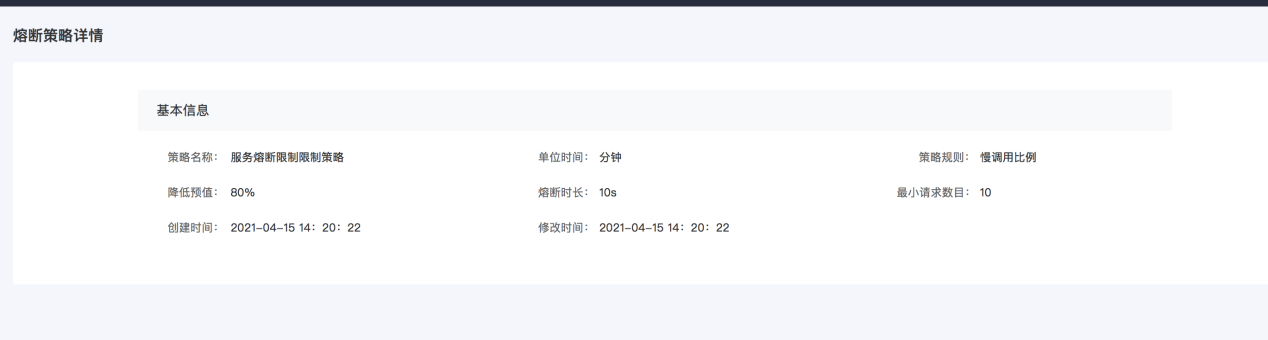 熔断策略详情
基本信息
策略名称： 服务熔断限制限制策略 单位时间： 分钟 策略规则： 慢调用比例
降低预值： 80% 熔断时长： 10s 最小请求数目： 10
创建时间： 2021-04-15 14：20：22 修改时间： 2021-04-15 14：20：22